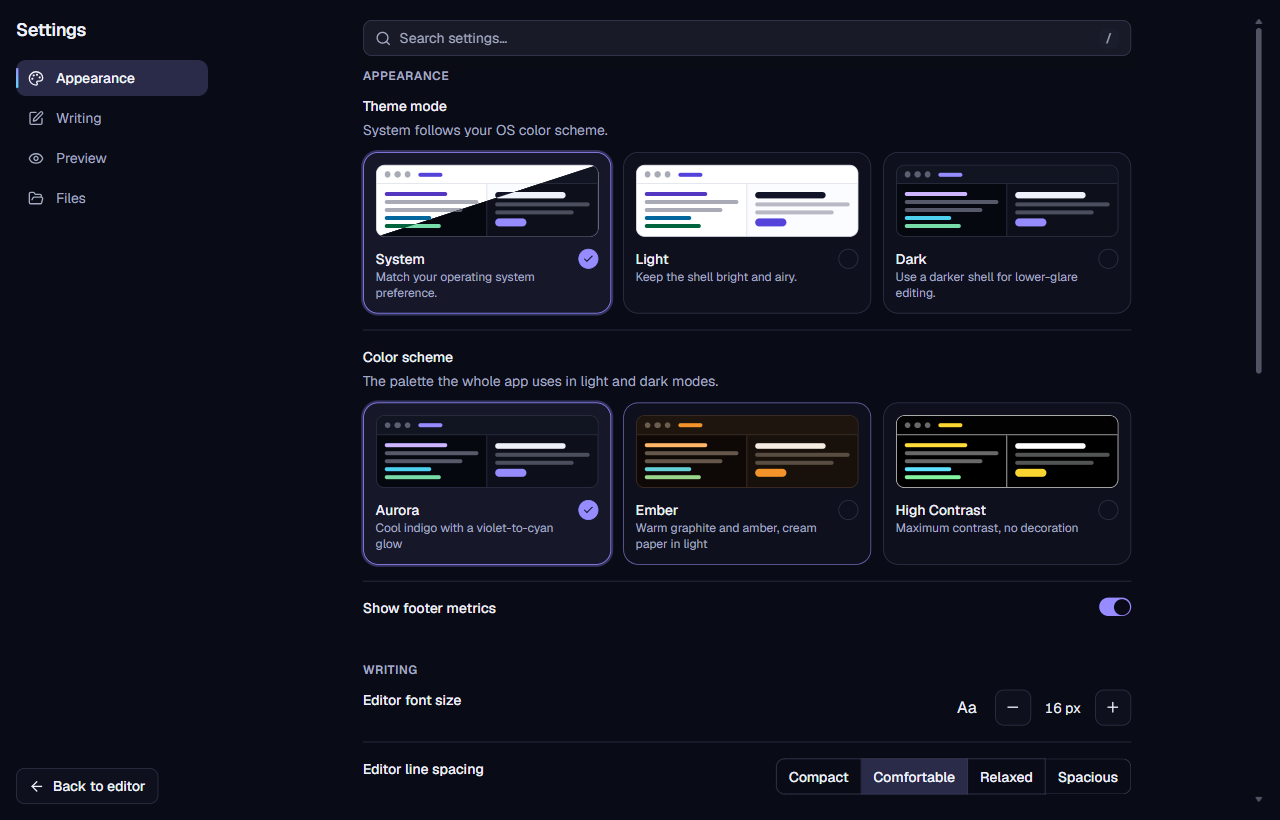 Settings
Appearance
Writing
Preview
Files
Back to editor
Search settings...
/
APPEARANCE
Theme mode
System follows your OS color scheme.
System
Match your operating system
preference.
Light
Keep the shell bright and airy.
Dark
Use a darker shell for lower-glare
editing.
Color scheme
The palette the whole app uses in light and dark modes.
Aurora
Cool indigo with a violet-to-cyan
glow
Ember
Warm graphite and amber, cream
paper in light
High Contrast
Maximum contrast, no decoration
Show footer metrics
WRITING
Editor font size
Aa
16 px
Editor line spacing
Compact
Comfortable
Relaxed
Spacious